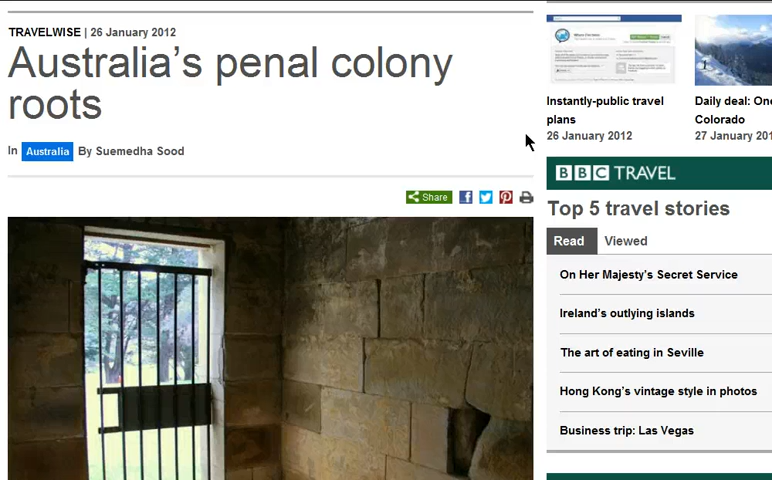 TRAVELWISE | 26 January 2012
Australia's penal colony
roots
In Australia By Suemedha Sood
Share
Instantly-public travel
plans
26 January 2012
Daily deal: One
Colorado
27 January 201
BBC TRAVEL
Top 5 travel stories
Read Viewed
On Her Majesty's Secret Service
Ireland's outlying islands
The art of eating in Seville
Hong Kong's vintage style in photos
Business trip: Las Vegas